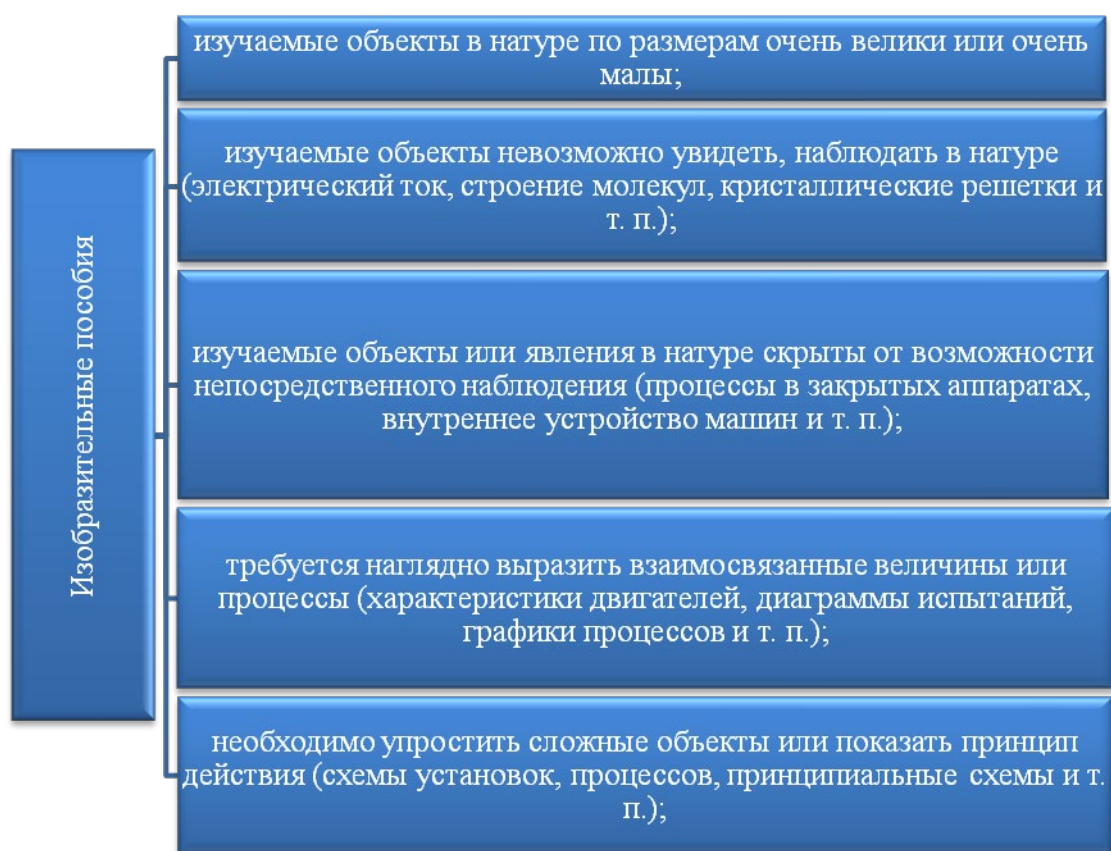 Изобразительные пособия
изучаемые объекты в натуре по размерам очень велики или очень
малы;
изучаемые объекты невозможно увидеть, наблюдать в натуре
(электрический ток, строение молекул, кристаллические решетки и
т. п.);
изучаемые объекты или явления в натуре скрыты от возможности
непосредственного наблюдения (процессы в закрытых аппаратах,
внутреннее устройство машин и т. п.);
требуется наглядно выразить взаимосвязанные величины или
процессы (характеристики двигателей, диаграммы испытаний,
графики процессов и т. п.);
необходимо упростить сложные объекты или показать принцип
действия (схемы установок, процессов, принципиальные схемы и т.
п.);